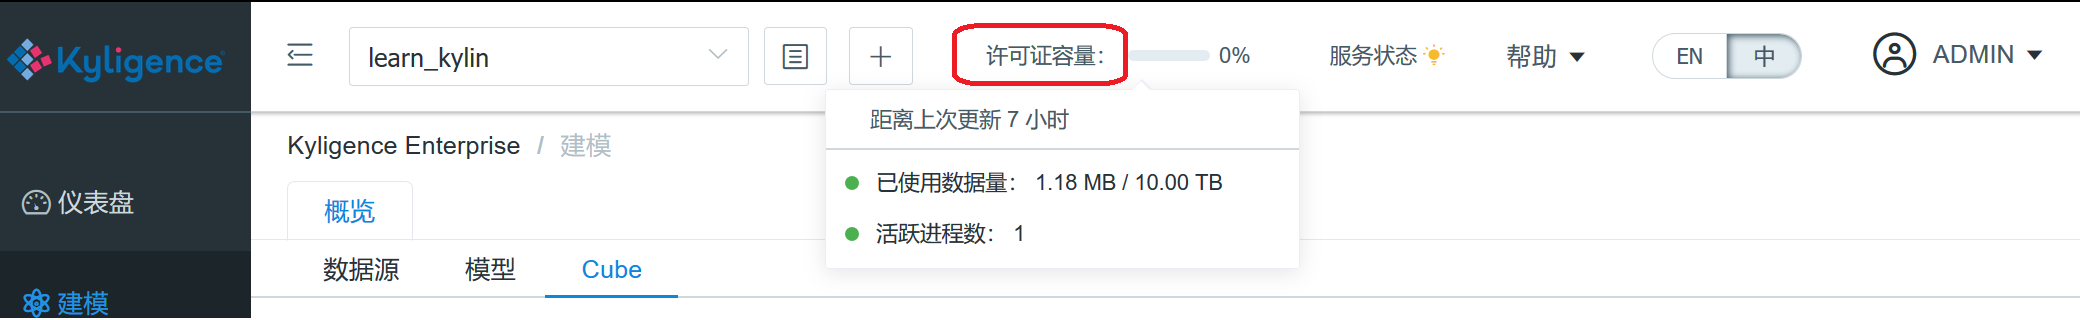 Kyligence
learn_kylin
许可证容量： 0%
服务状态
帮助
EN 中
ADMIN
距离上次更新 7 小时
已使用数据量： 1.18 MB / 10.00 TB
活跃进程数： 1
Kyligence Enterprise / 建模
仪表盘
概览
数据源 模型 Cube
建模